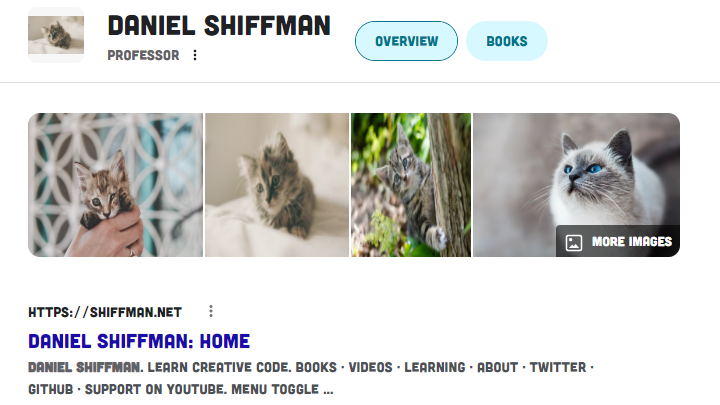 DANIEL SHIFFMAN
PROFESSOR
OVERVIEW
BOOKS
MORE IMAGES
HTTPS://SHIFFMAN.NET
DANIEL SHIFFMAN: HOME
DANIEL SHIFFMAN. LEARN CREATIVE CODE. BOOKS · VIDEOS · LEARNING · ABOUT · TWITTER ·
GITHUB · SUPPORT ON YOUTUBE. MENU TOGGLE ...